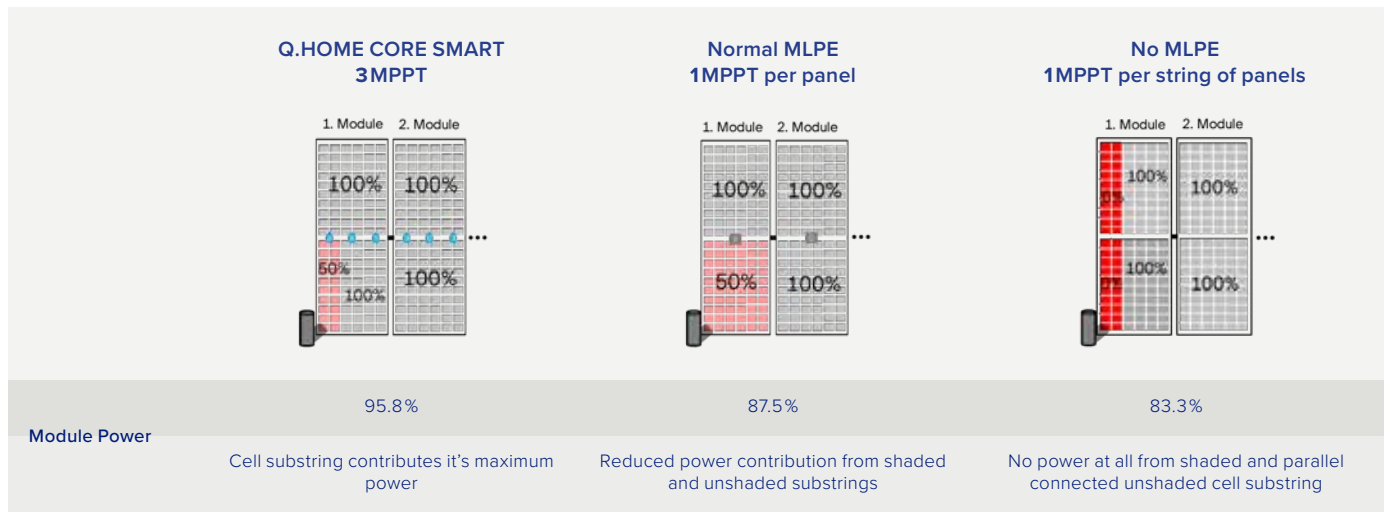 Q.HOME CORE SMART
3MPPT
Normal MLPE
1MPPT per panel
No MLPE
1MPPT per string of panels
1. Module 2. Module
100% 100%
50%
100%
100%
1. Module 2. Module
100% 100%
50% 100%
1. Module 2. Module
100%
100%
0%
100%
100%
0%
Module Power
95.8%
87.5%
83.3%
Cell substring contributes it’s maximum
power
Reduced power contribution from shaded
and unshaded substrings
No power at all from shaded and parallel
connected unshaded cell substring